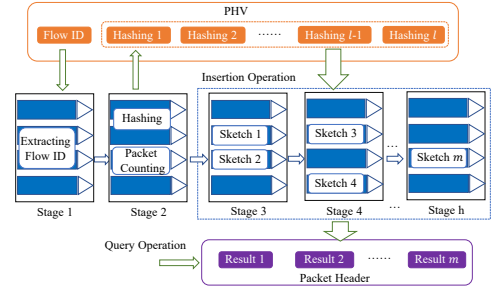 PHV
Flow ID Hashing 1 Hashing 2 ...... Hashing l-1 Hashing l
Insertion Operation
Hashing
Extracting
Flow ID
Packet
Counting
Sketch 1
Sketch 2
Sketch 3
Sketch 4
...
Sketch m
Stage 1 Stage 2 Stage 3 Stage 4 ... Stage h
Query Operation
Result 1 Result 2 ...... Result m
Packet Header